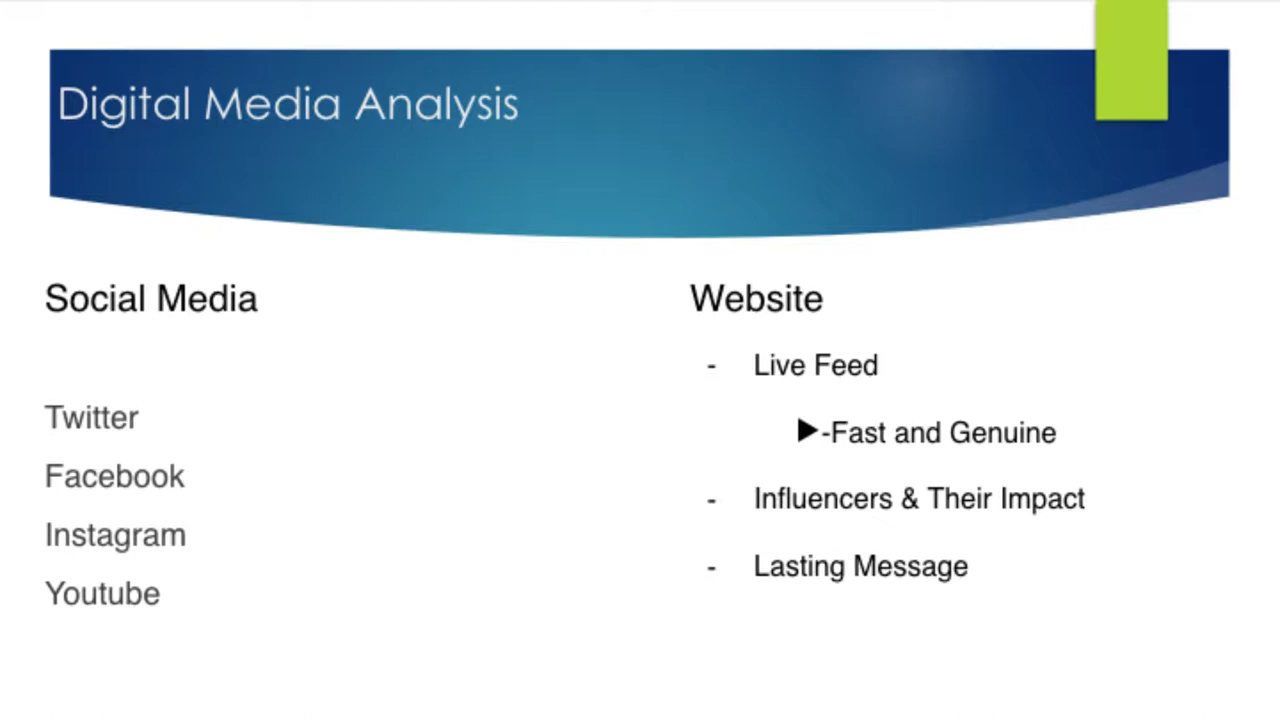 Digital Media Analysis
Social Media
Twitter
Facebook
Instagram
Youtube
Website
- Live Feed
▶-Fast and Genuine
- Influencers & Their Impact
- Lasting Message